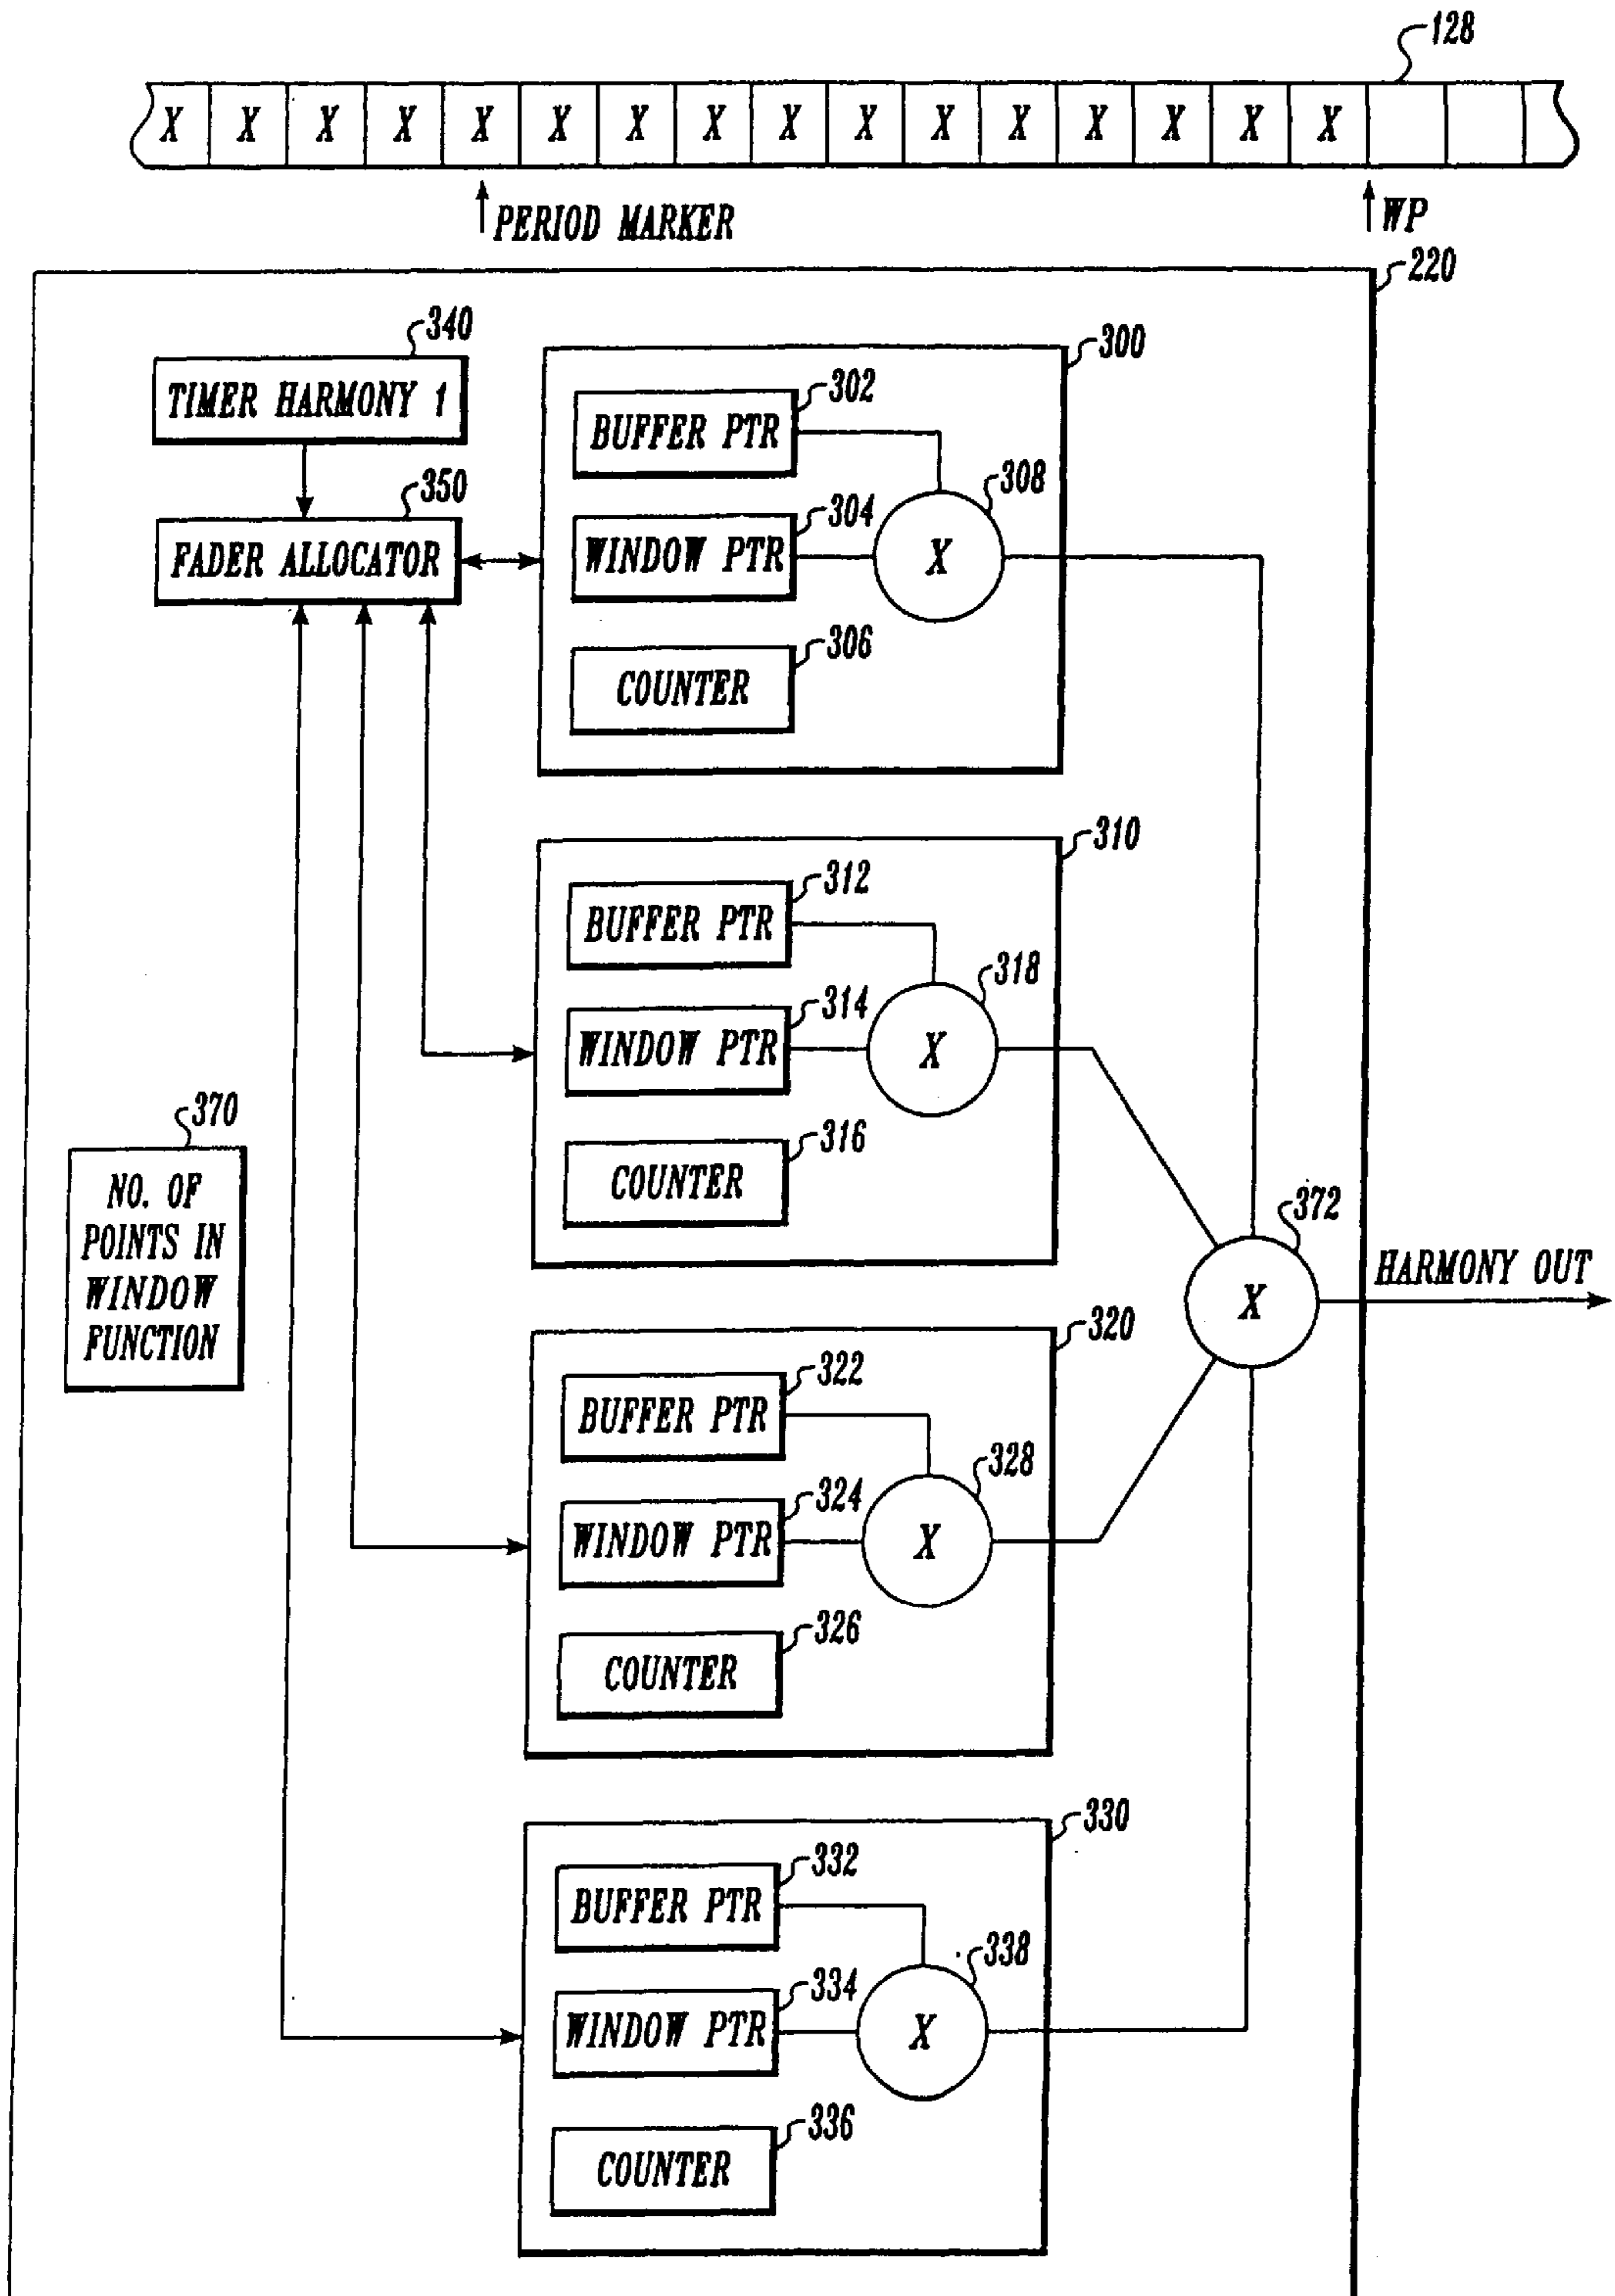 128
X X X X X X X X X X X X X X X X
PERIOD MARKER
WP
220
340
TIMER HARMONY 1
350
FADER ALLOCATOR
300
302
BUFFER PTR
304
WINDOW PTR
308
X
306
COUNTER
310
312
BUFFER PTR
314
WINDOW PTR
318
X
316
COUNTER
370
NO. OF
POINTS IN
WINDOW
FUNCTION
372
X
HARMONY OUT
320
322
BUFFER PTR
324
WINDOW PTR
328
X
326
COUNTER
330
332
BUFFER PTR
334
WINDOW PTR
338
X
336
COUNTER